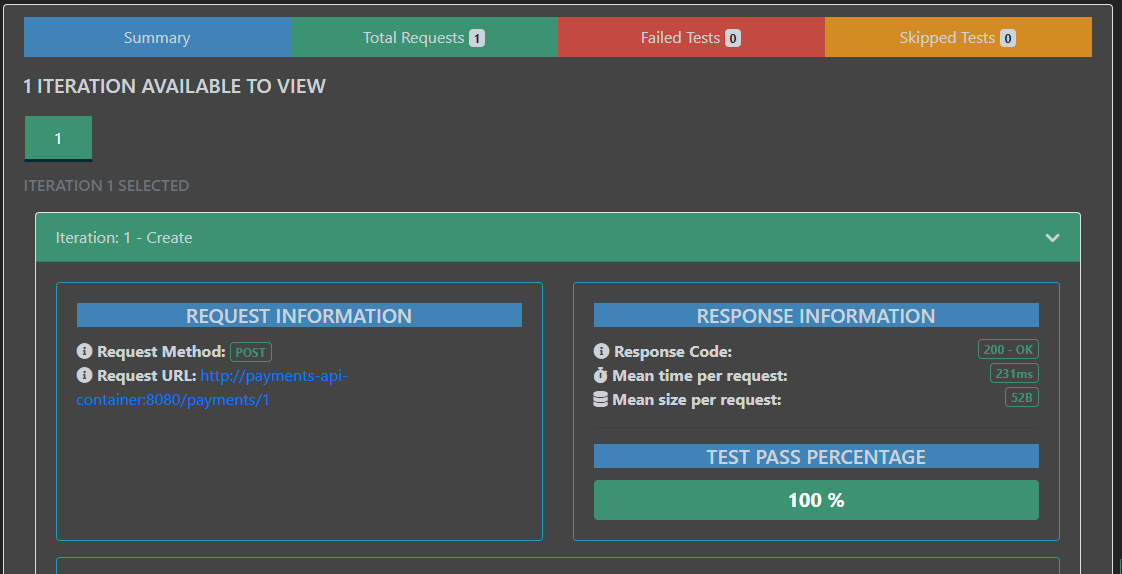 Summary
Total Requests 1
Failed Tests 0
Skipped Tests 0
1 ITERATION AVAILABLE TO VIEW
1
ITERATION 1 SELECTED
Iteration: 1 - Create
REQUEST INFORMATION
Request Method: POST
Request URL: http://payments-api-
container:8080/payments/1
RESPONSE INFORMATION
Response Code: 200 - OK
Mean time per request: 231ms
Mean size per request: 52B
TEST PASS PERCENTAGE
100 %